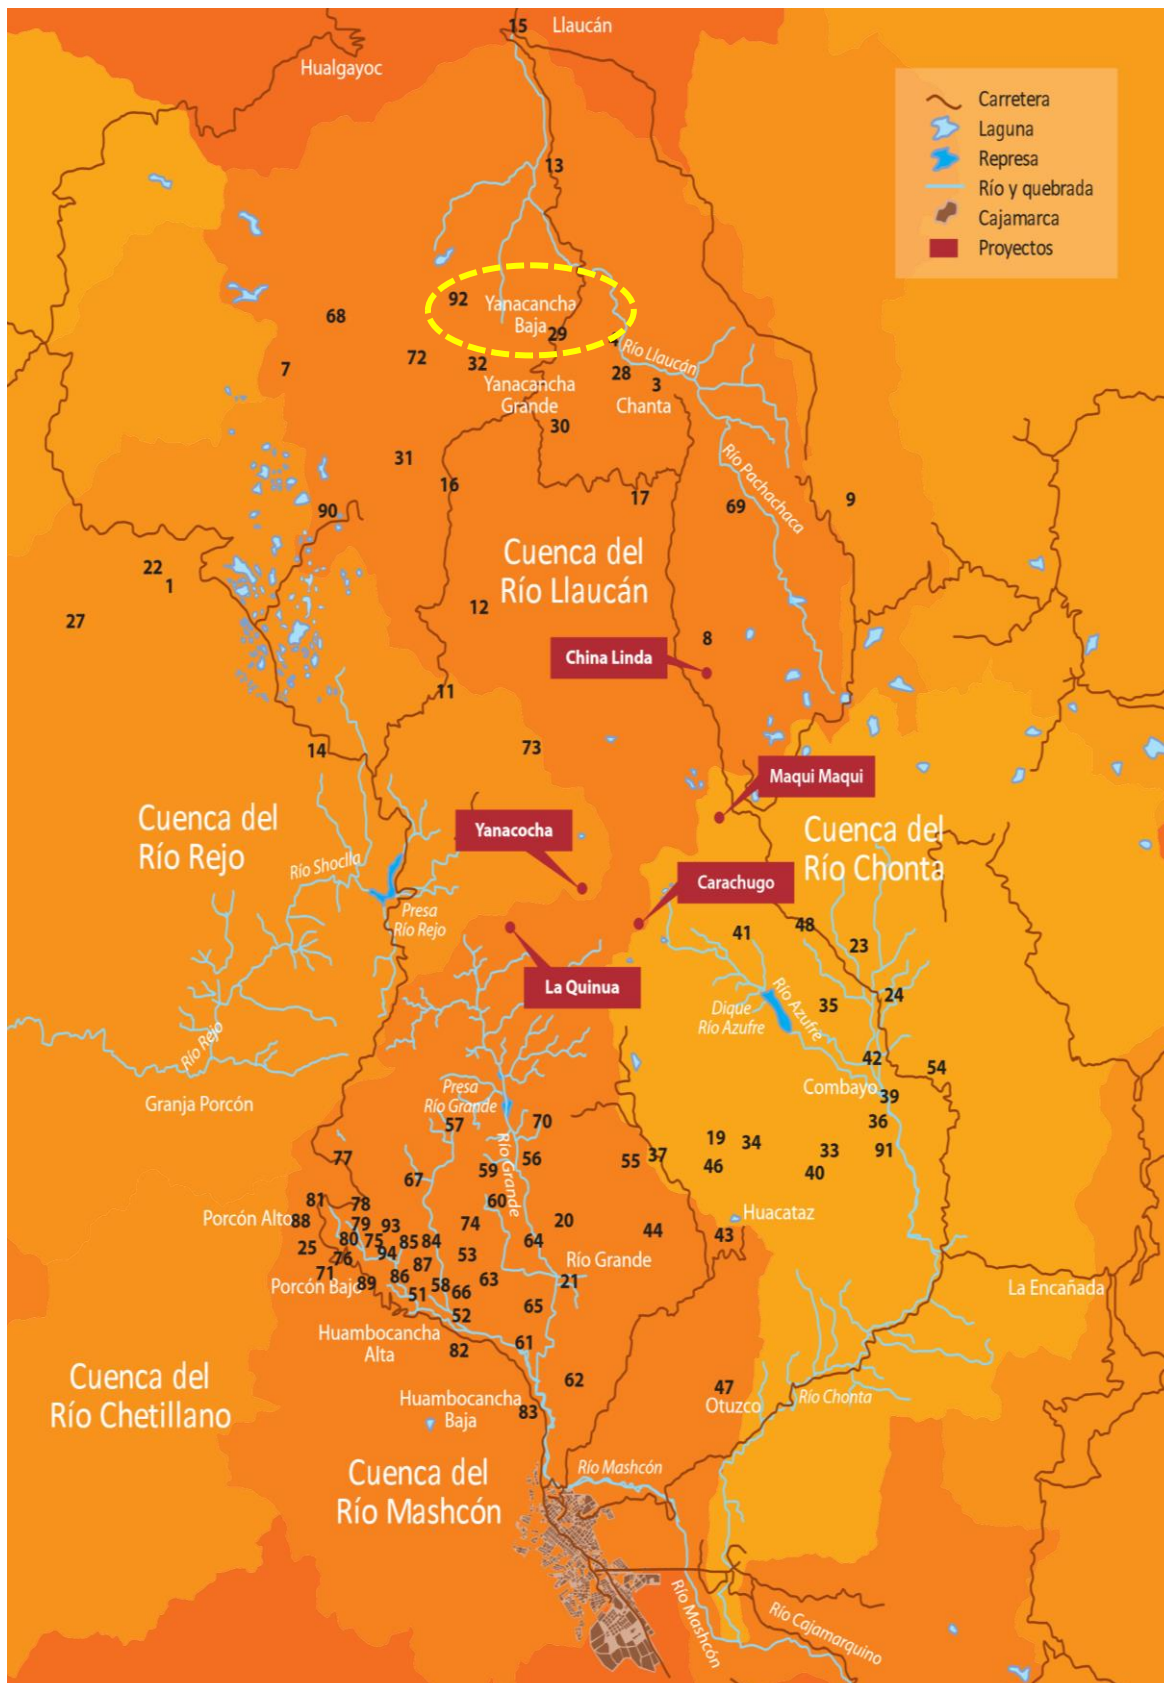 15
Llaucán
Hualgayoc
Carretera
Laguna
Represa
Río y quebrada
Cajamarca
Proyectos
13
92
Yanacancha
Baja
29
68
4
Río Llaucán
72
32
7
28
3
Yanacancha
Grande
Chanta
30
31
16
17
Río Pachachaca
69
9
90
Cuenca del
Río Llaucán
22
1
12
27
8
China Linda
11
14
73
Maqui Maqui
Cuenca del
Río Rejo
Yanacocha
Cuenca del
Río Chonta
Río Shoclla
Carachugo
Presa
Río Rejo
41
48
23
La Quinua
24
35
Río Azufre
Dique
Río Azufre
Río Rejo
42
54
Combayo
39
Presa
Río Grande
Granja Porcón
57
70
36
Río Grande
19
34
33
91
77
59
56
55
37
46
40
67
81
78
60
Porcón Alto
88
79
93
74
20
44
Huacataz
43
80
75
85
84
64
25
94
53
Río Grande
76
87
71
86
63
21
Porcón Bajo
89
51
58
66
La Encañada
65
52
Huambocancha
Alta
61
82
Cuenca del
Río Chetillano
62
47
Otuzco
Río Chonta
Huambocancha
Baja
83
Río Mashcón
Cuenca del
Río Mashcón
Río Mashcón
Río Cajamarquino